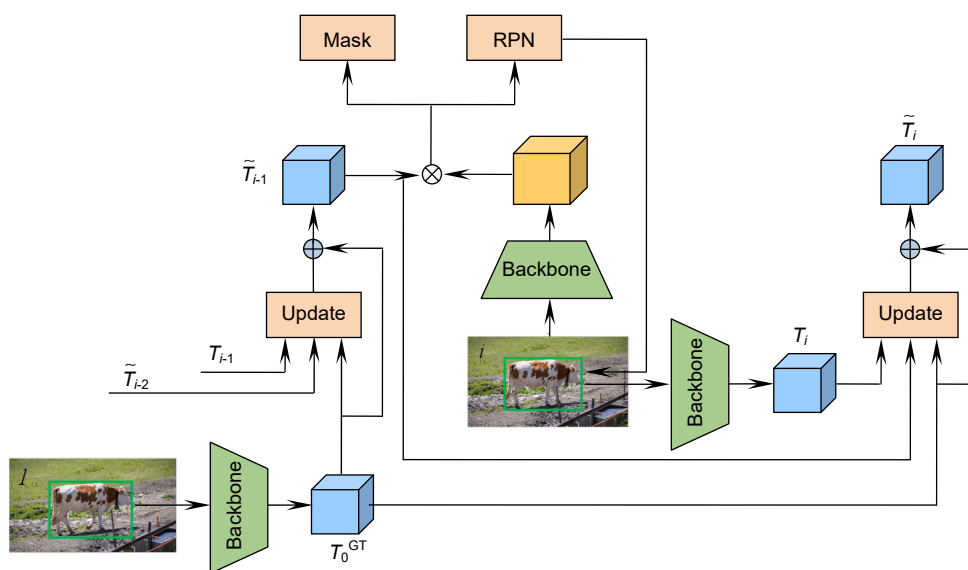 Mask
RPN
T̃i-1
T̃i
Backbone
Update
Update
Ti-1
T̃i-2
i
Backbone
Ti
1
Backbone
T0GT